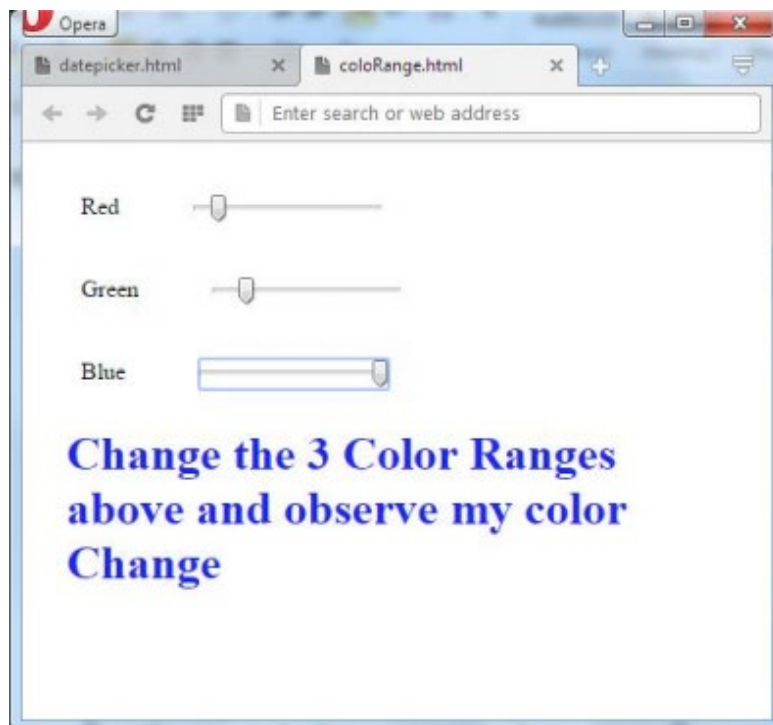 Opera
datepicker.html
coloRange.html
Enter search or web address
Red
Green
Blue
Change the 3 Color Ranges
above and observe my color
Change